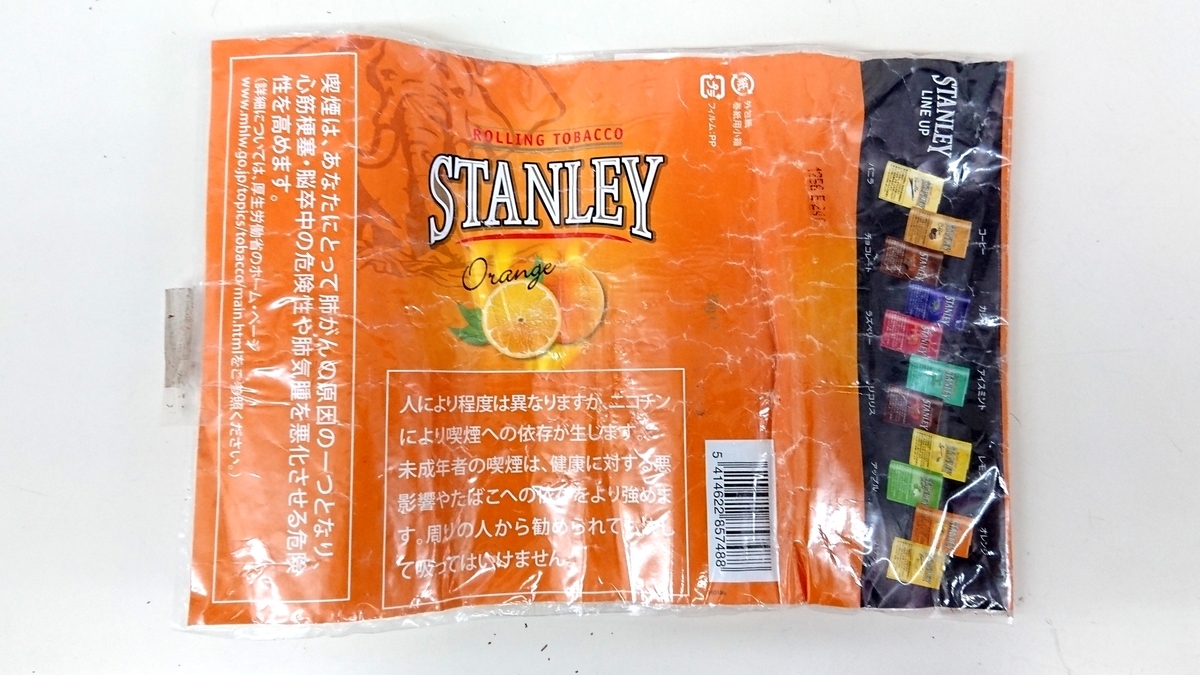 喫煙は、あなたにとって肺がんの原因の一つとなり、
心筋梗塞・脳卒中の危険性や肺気腫を悪化させる危険
性を高めます。
(詳細については、厚生労働省のホーム・ページ
www.mhlw.go.jp/topics/tobacco/main.htmlをご参照ください。)
ROLLING TOBACCO
STANLEY
Orange
人により程度は異なりますが、ニコチン
により喫煙への依存が生じます。
未成年者の喫煙は、健康に対する悪
影響やたばこへの依存をより強めま
す。周りの人から勧められても決し
て吸ってはいけません。
紙
外包紙
巻紙用小箱
プラ
フィルム:PP
5 414622 857488
STANLEY
LINE UP
バニラ
コーヒー
チョコレート
ラズベリー
アイスミント
リコリス
レモン
アップル
オレンジ